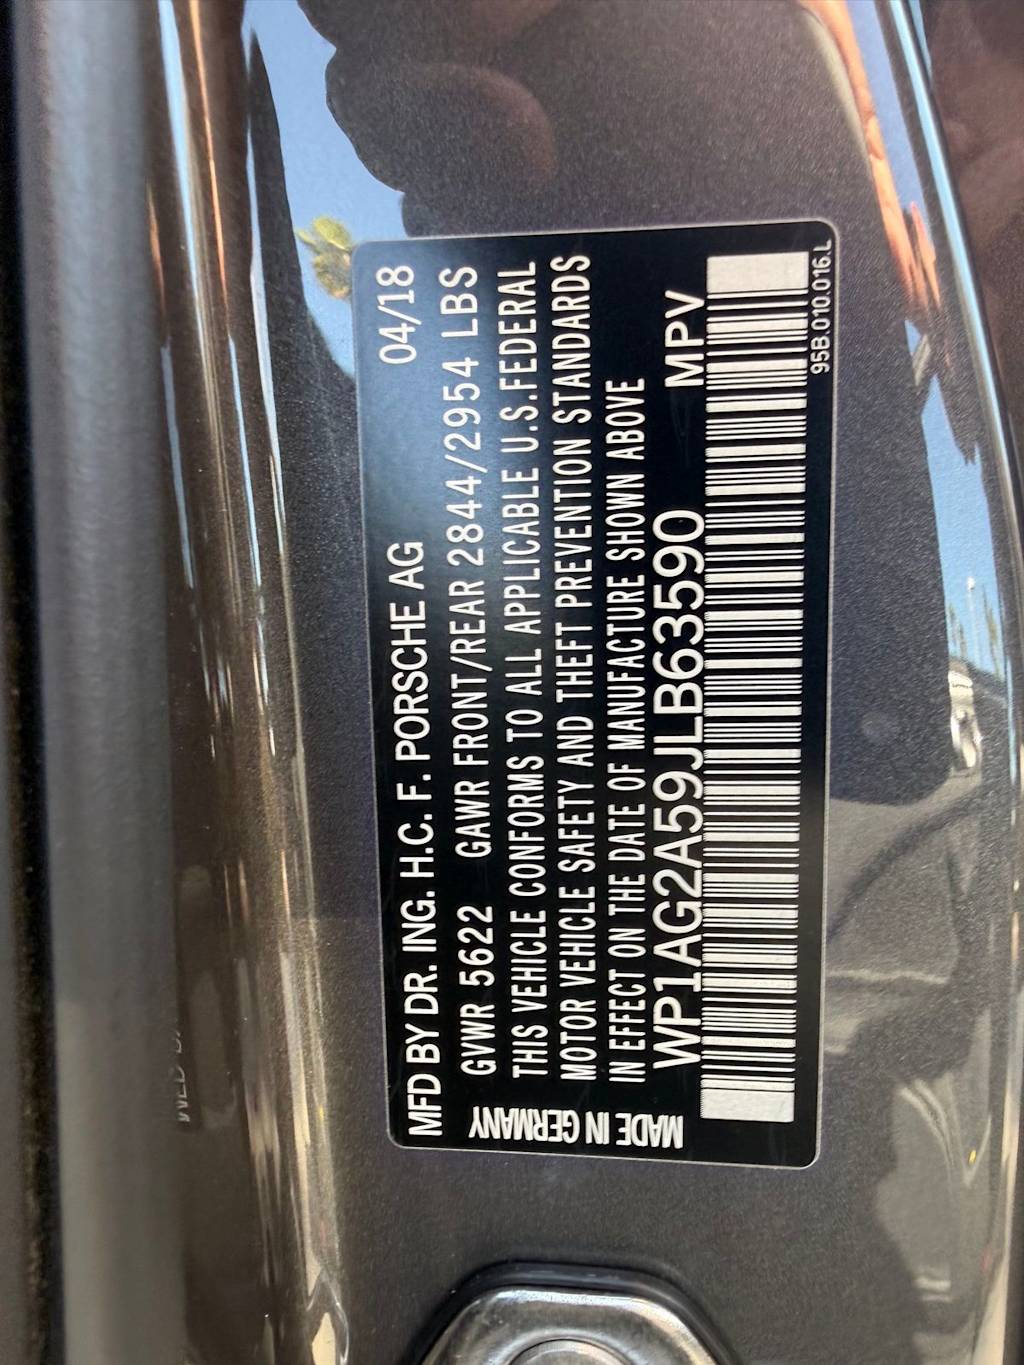 MFD BY DR. ING. H.C. F. PORSCHE AG 04/18
GVWR 5622 GAWR FRONT/REAR 2844/2954 LBS
THIS VEHICLE CONFORMS TO ALL APPLICABLE U.S.FEDERAL
MOTOR VEHICLE SAFETY AND THEFT PREVENTION STANDARDS
IN EFFECT ON THE DATE OF MANUFACTURE SHOWN ABOVE
WP1AG2A59JLB63590 MPV
MADE IN GERMANY
95B.010.016.L